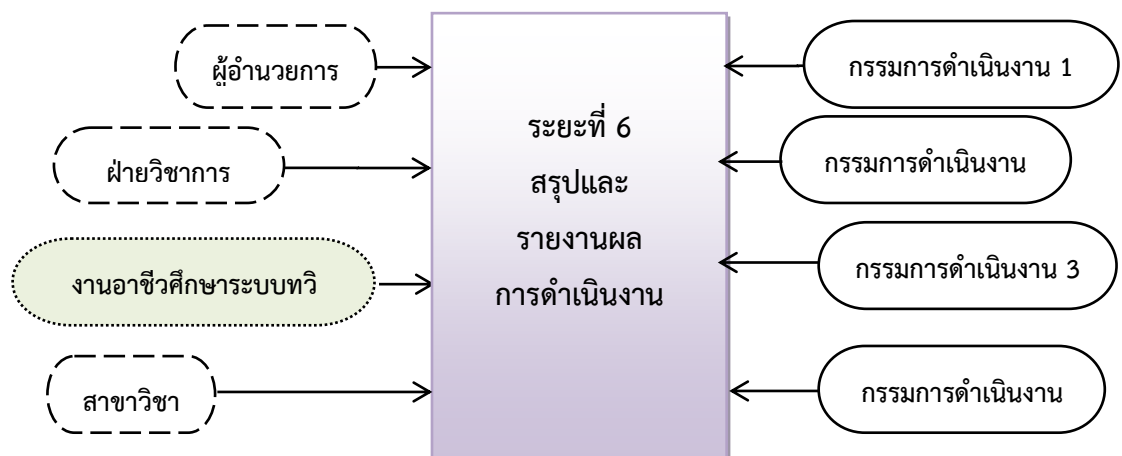 ผู้อำนวยการ
ฝ่ายวิชาการ
งานอาชีวศึกษาระบบทวิ
สาขาวิชา
ระยะที่ 6
สรุปและ
รายงานผล
การดำเนินงาน
กรรมการดำเนินงาน 1
กรรมการดำเนินงาน
กรรมการดำเนินงาน 3
กรรมการดำเนินงาน